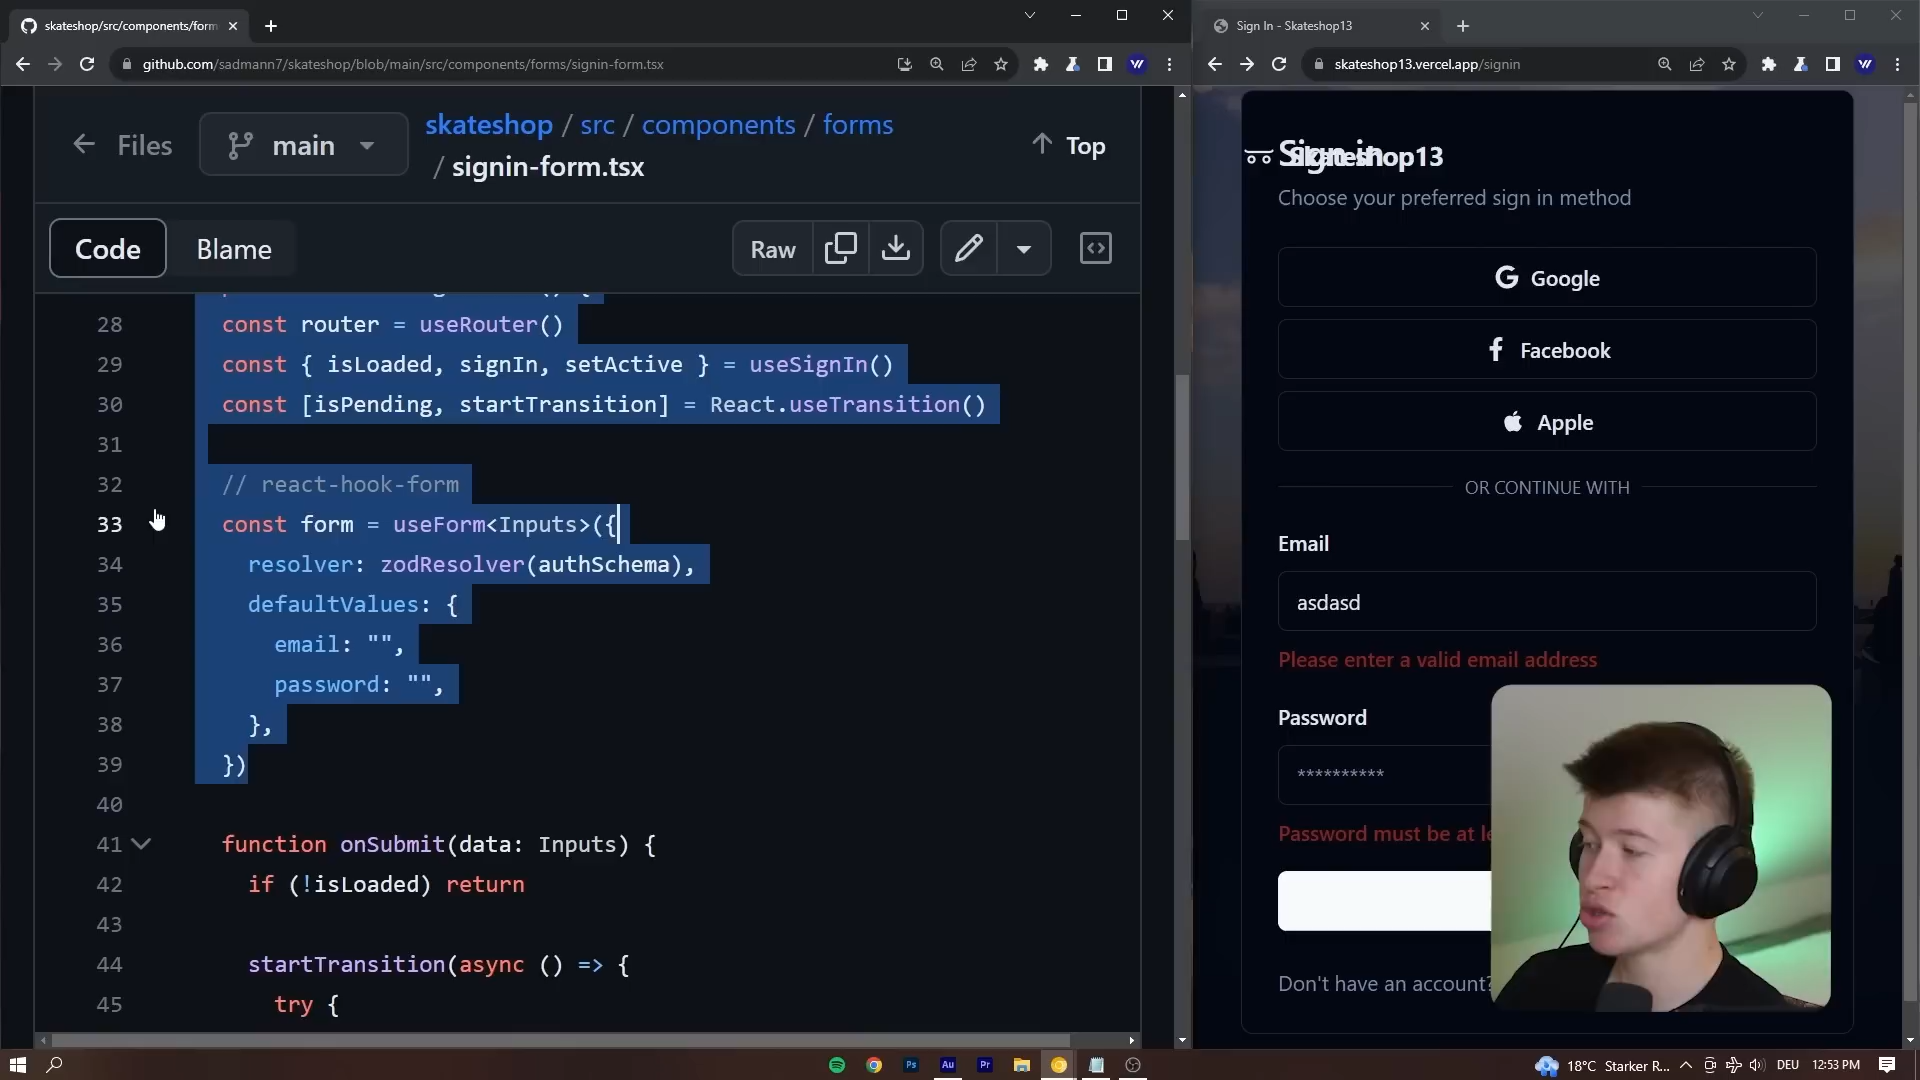 skateshop/src/components/form
github.com/sadmann7/skateshop/blob/main/src/components/forms/signin-form.tsx
Files
main
skateshop / src / components / forms
/ signin-form.tsx
Top
Code
Blame
Raw
28 const router = useRouter()
29 const { isLoaded, signIn, setActive } = useSignIn()
30 const [isPending, startTransition] = React.useTransition()
31
32 // react-hook-form
33 const form = useForm<Inputs>({
34 resolver: zodResolver(authSchema),
35 defaultValues: {
36 email: "",
37 password: "",
38 },
39 })
40
41 function onSubmit(data: Inputs) {
42 if (!isLoaded) return
43
44 startTransition(async () => {
45 try {
Sign In - Skateshop13
skateshop13.vercel.app/signin
Skateshop13
Sign in
Choose your preferred sign in method
Google
Facebook
Apple
OR CONTINUE WITH
Email
asdasd
Please enter a valid email address
Password
**********
Password must be at
Don't have an account?
Ps
Au
Pr
18°C Starker R...
DEU
12:53 PM